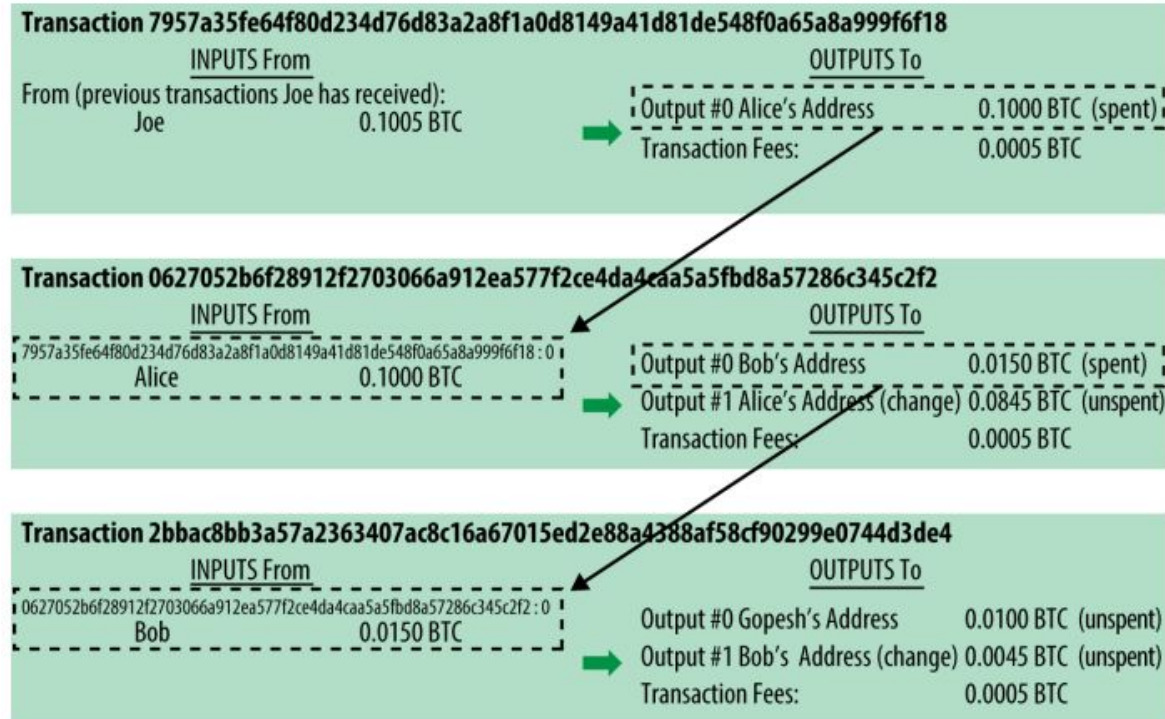 Transaction 7957a35fe64f80d234d76d83a2a8f1a0d8149a41d81de548f0a65a8a999f6f18
INPUTS From
OUTPUTS To
From (previous transactions Joe has received):
Joe 0.1005 BTC
Output #0 Alice's Address 0.1000 BTC (spent)
Transaction Fees: 0.0005 BTC
Transaction 0627052b6f28912f2703066a912ea577f2ce4da4caa5a5fbd8a57286c345c2f2
INPUTS From
OUTPUTS To
7957a35fe64f80d234d76d83a2a8f1a0d8149a41d81de548f0a65a8a999f6f18 : 0
Alice 0.1000 BTC
Output #0 Bob's Address 0.0150 BTC (spent)
Output #1 Alice's Address (change) 0.0845 BTC (unspent)
Transaction Fees: 0.0005 BTC
Transaction 2bbac8bb3a57a2363407ac8c16a67015ed2e88a4388af58cf90299e0744d3de4
INPUTS From
OUTPUTS To
0627052b6f28912f2703066a912ea577f2ce4da4caa5a5fbd8a57286c345c2f2 : 0
Bob 0.0150 BTC
Output #0 Gopesh's Address 0.0100 BTC (unspent)
Output #1 Bob's Address (change) 0.0045 BTC (unspent)
Transaction Fees: 0.0005 BTC